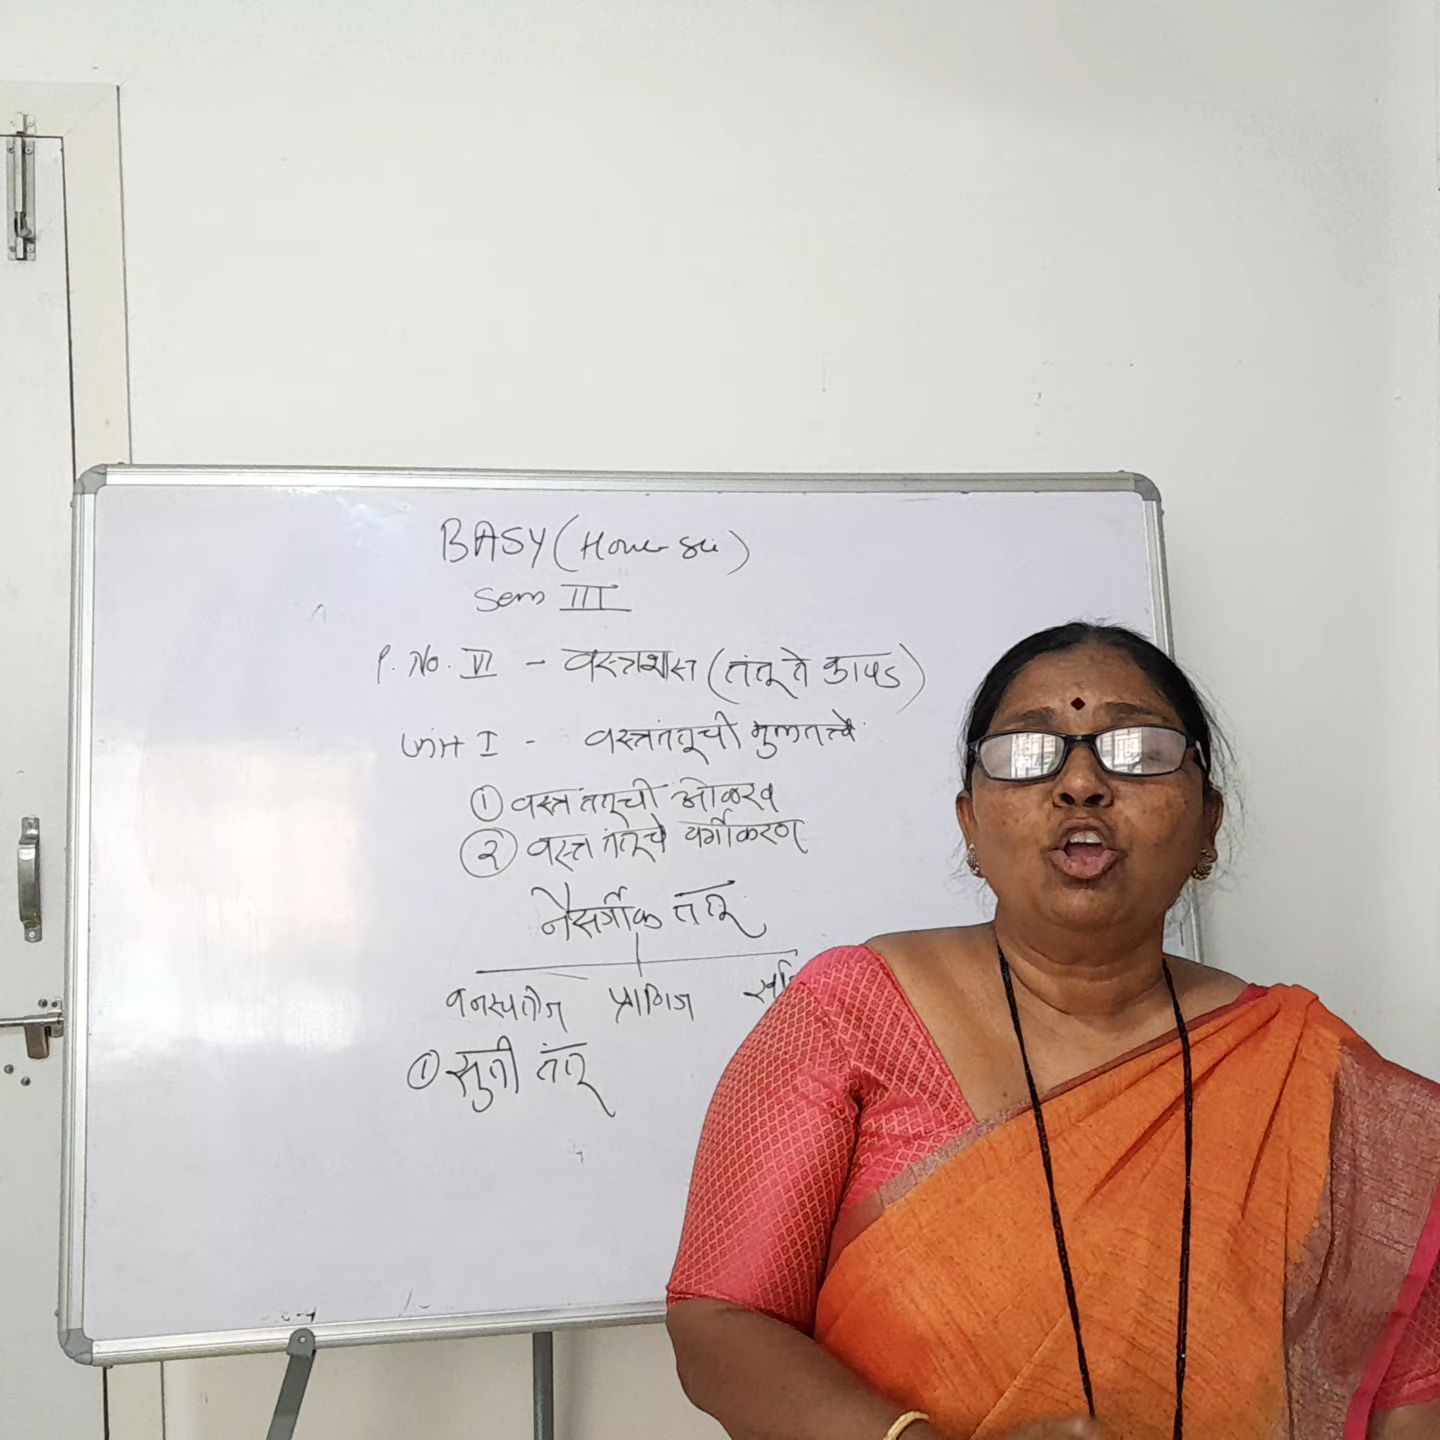 BASY (Home Sci)
Sem III
P. No. VI - वस्त्रशास्त्र (तंतू ते कापड)
Unit I - वस्त्रतंतूची मुलतत्त्वे
① वस्त्र तंतूची ओळख
② वस्त्र तंतूचे वर्गीकरण
नैसर्गीक तंतू
वनस्पतीज प्राणिज
① सुती तंतू